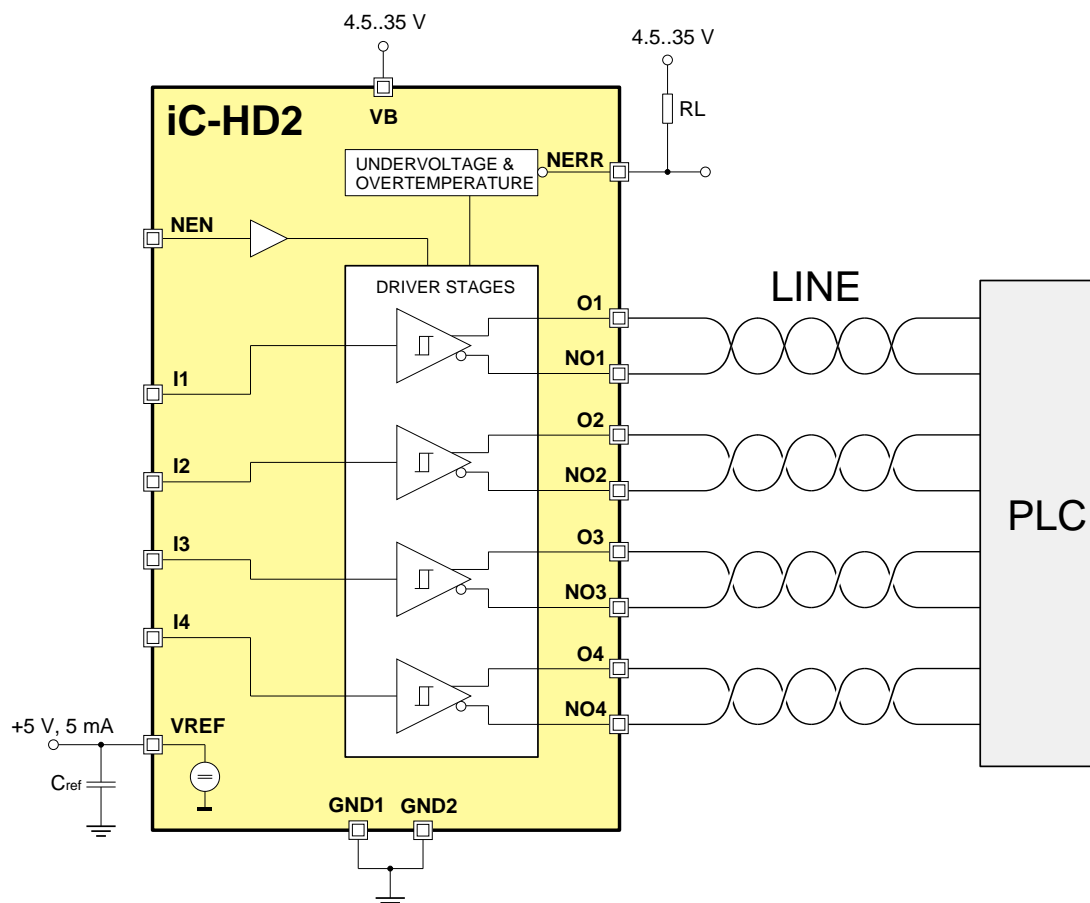 4.5..35 V
4.5..35 V
iC-HD2
VB
RL
UNDERVOLTAGE &
OVERTEMPERATURE
NERR
NEN
DRIVER STAGES
LINE
O1
NO1
I1
O2
I2
NO2
PLC
O3
I3
NO3
I4
O4
NO4
VREF
+5 V, 5 mA
Cref
GND1
GND2